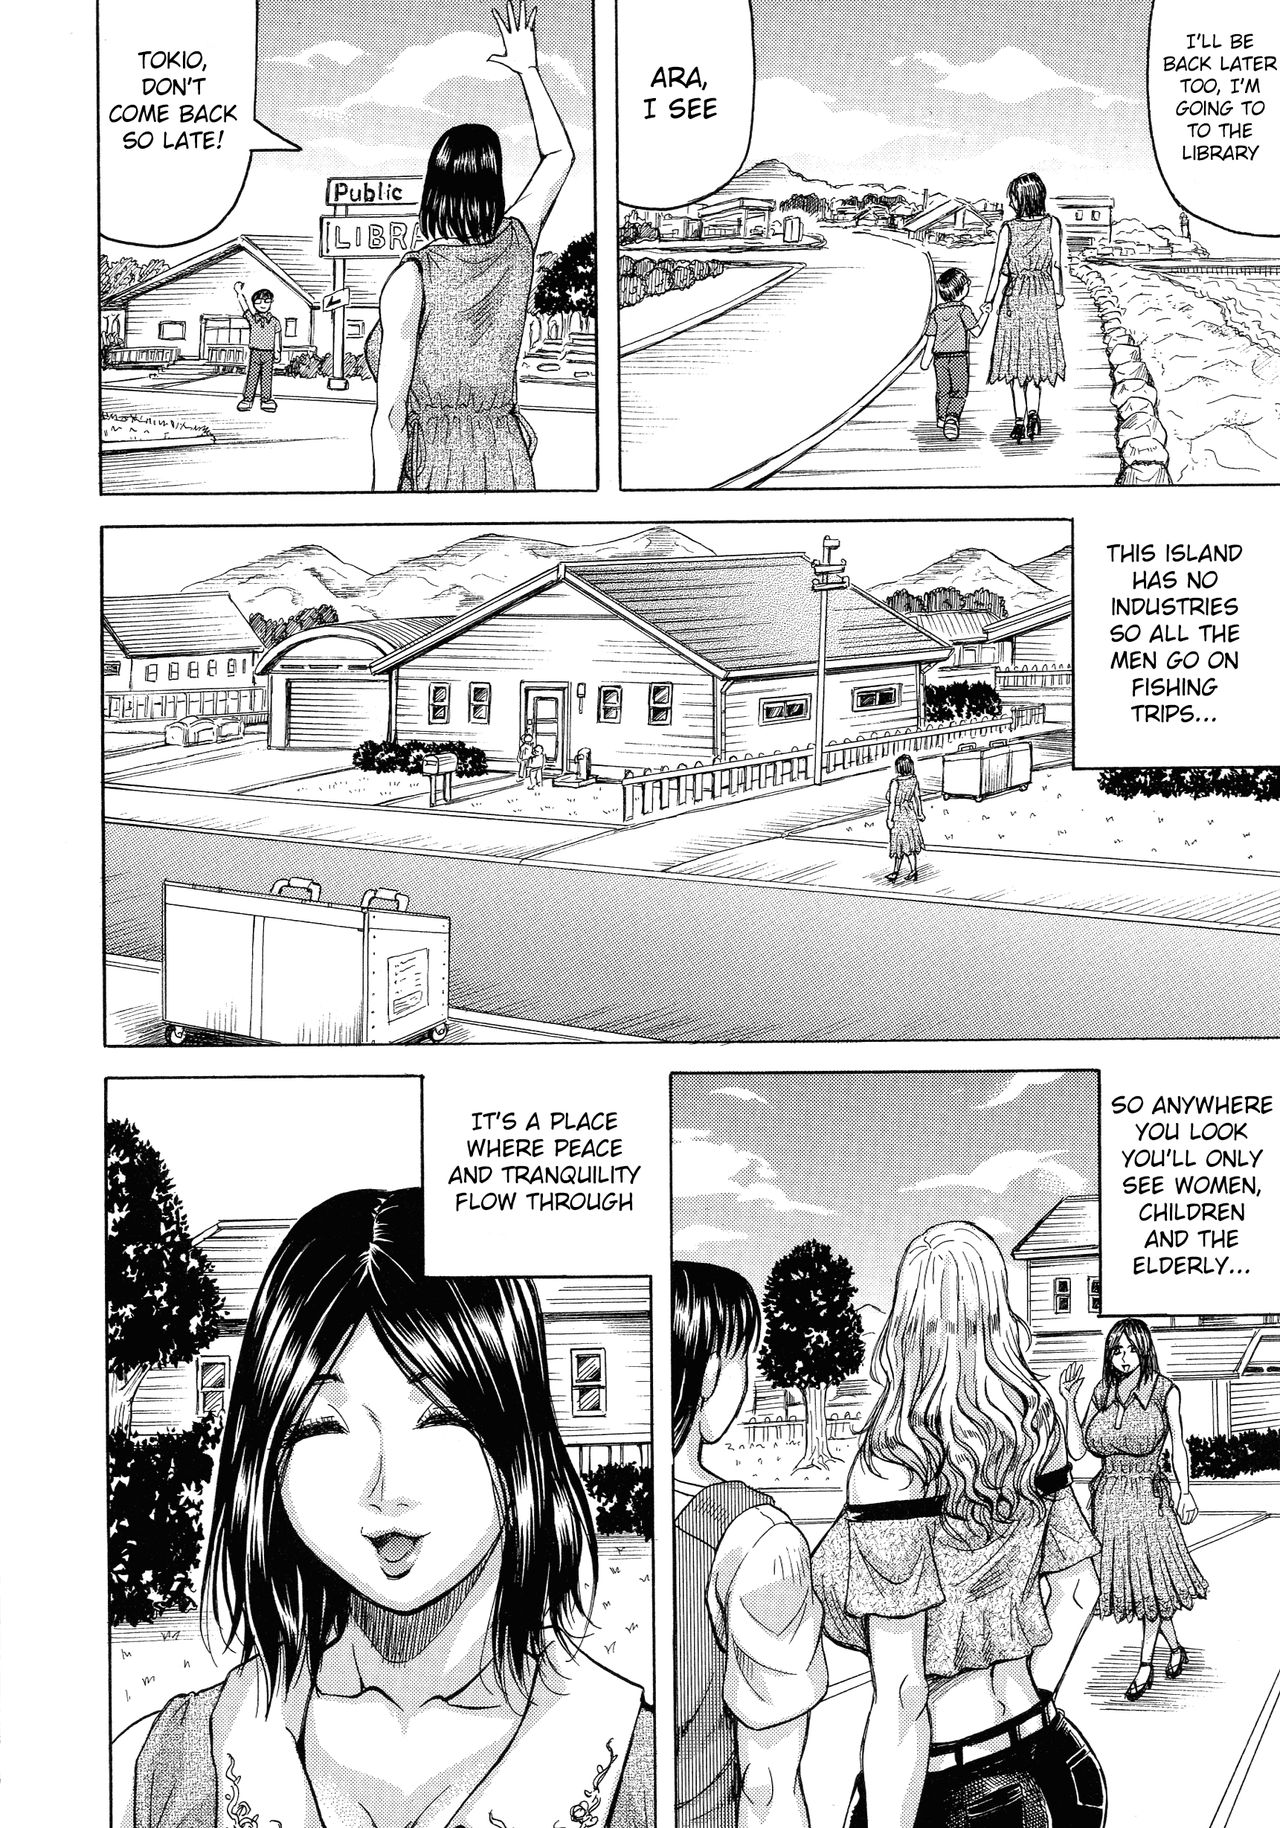 I'LL BE
BACK LATER
TOO, I'M
GOING TO
TO THE
LIBRARY
ARA,
I SEE
TOKIO,
DON'T
COME BACK
SO LATE!
Public
LIBRA
THIS ISLAND
HAS NO
INDUSTRIES
SO ALL THE
MEN GO ON
FISHING
TRIPS...
SO ANYWHERE
YOU LOOK
YOU'LL ONLY
SEE WOMEN,
CHILDREN
AND THE
ELDERLY...
IT'S A PLACE
WHERE PEACE
AND TRANQUILITY
FLOW THROUGH